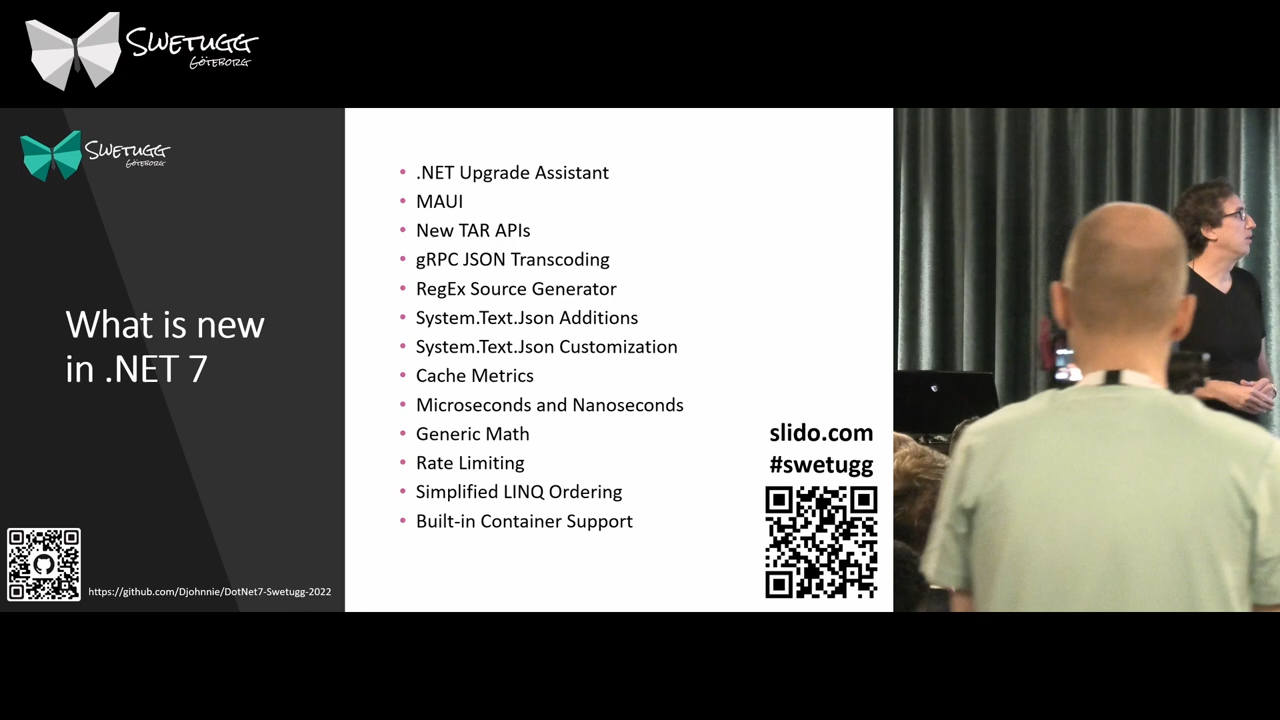 Swetugg
Göteborg
Swetugg
Göteborg
What is new
in .NET 7
https://github.com/Djohnnie/DotNet7-Swetugg-2022
.NET Upgrade Assistant
MAUI
New TAR APIs
gRPC JSON Transcoding
RegEx Source Generator
System.Text.Json Additions
System.Text.Json Customization
Cache Metrics
Microseconds and Nanoseconds
Generic Math
Rate Limiting
Simplified LINQ Ordering
Built-in Container Support
slido.com
#swetugg